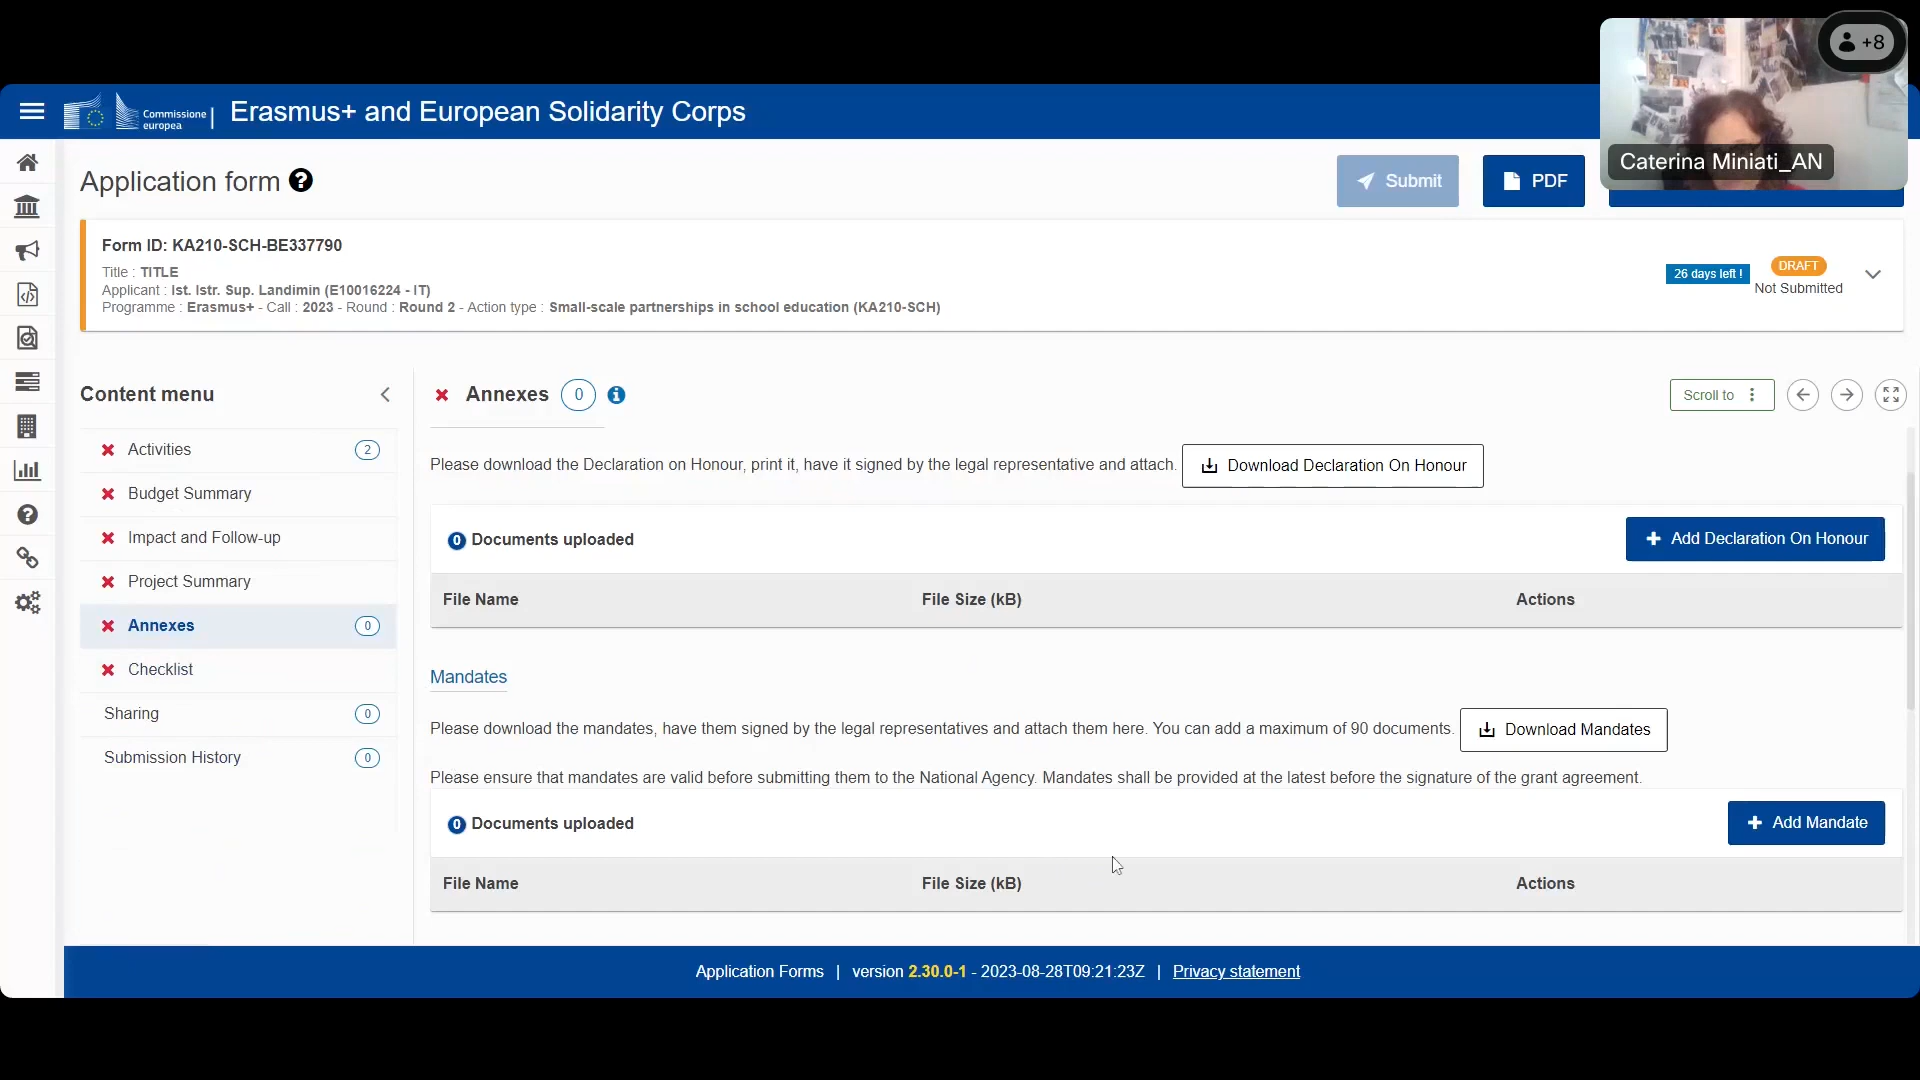 +8
Caterina Miniati_AN
Commissione
europea
Erasmus+ and European Solidarity Corps
Application form
Submit
PDF
Form ID: KA210-SCH-BE337790
Title : TITLE
Applicant : Ist. Istr. Sup. Landimin (E10016224 - IT)
Programme : Erasmus+ - Call : 2023 - Round : Round 2 - Action type : Small-scale partnerships in school education (KA210-SCH)
26 days left !
DRAFT
Not Submitted
Content menu
Activities 2
Budget Summary
Impact and Follow-up
Project Summary
Annexes 0
Checklist
Sharing 0
Submission History 0
Annexes 0
Scroll to
Please download the Declaration on Honour, print it, have it signed by the legal representative and attach.
Download Declaration On Honour
0 Documents uploaded
Add Declaration On Honour
File Name File Size (kB) Actions
Mandates
Please download the mandates, have them signed by the legal representatives and attach them here. You can add a maximum of 90 documents.
Download Mandates
Please ensure that mandates are valid before submitting them to the National Agency. Mandates shall be provided at the latest before the signature of the grant agreement.
0 Documents uploaded
Add Mandate
File Name File Size (kB) Actions
Application Forms | version 2.30.0-1 - 2023-08-28T09:21:23Z | Privacy statement